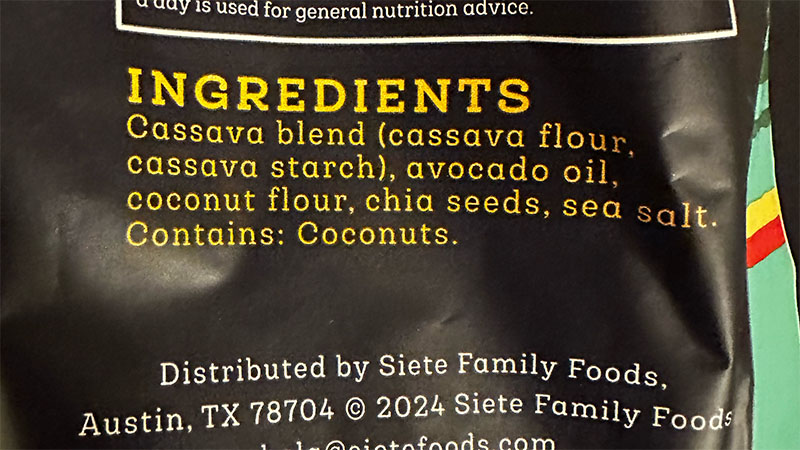 a day is used for general nutrition advice.
INGREDIENTS
Cassava blend (cassava flour,
cassava starch), avocado oil,
coconut flour, chia seeds, sea salt.
Contains: Coconuts.
Distributed by Siete Family Foods,
Austin, TX 78704 © 2024 Siete Family Foods